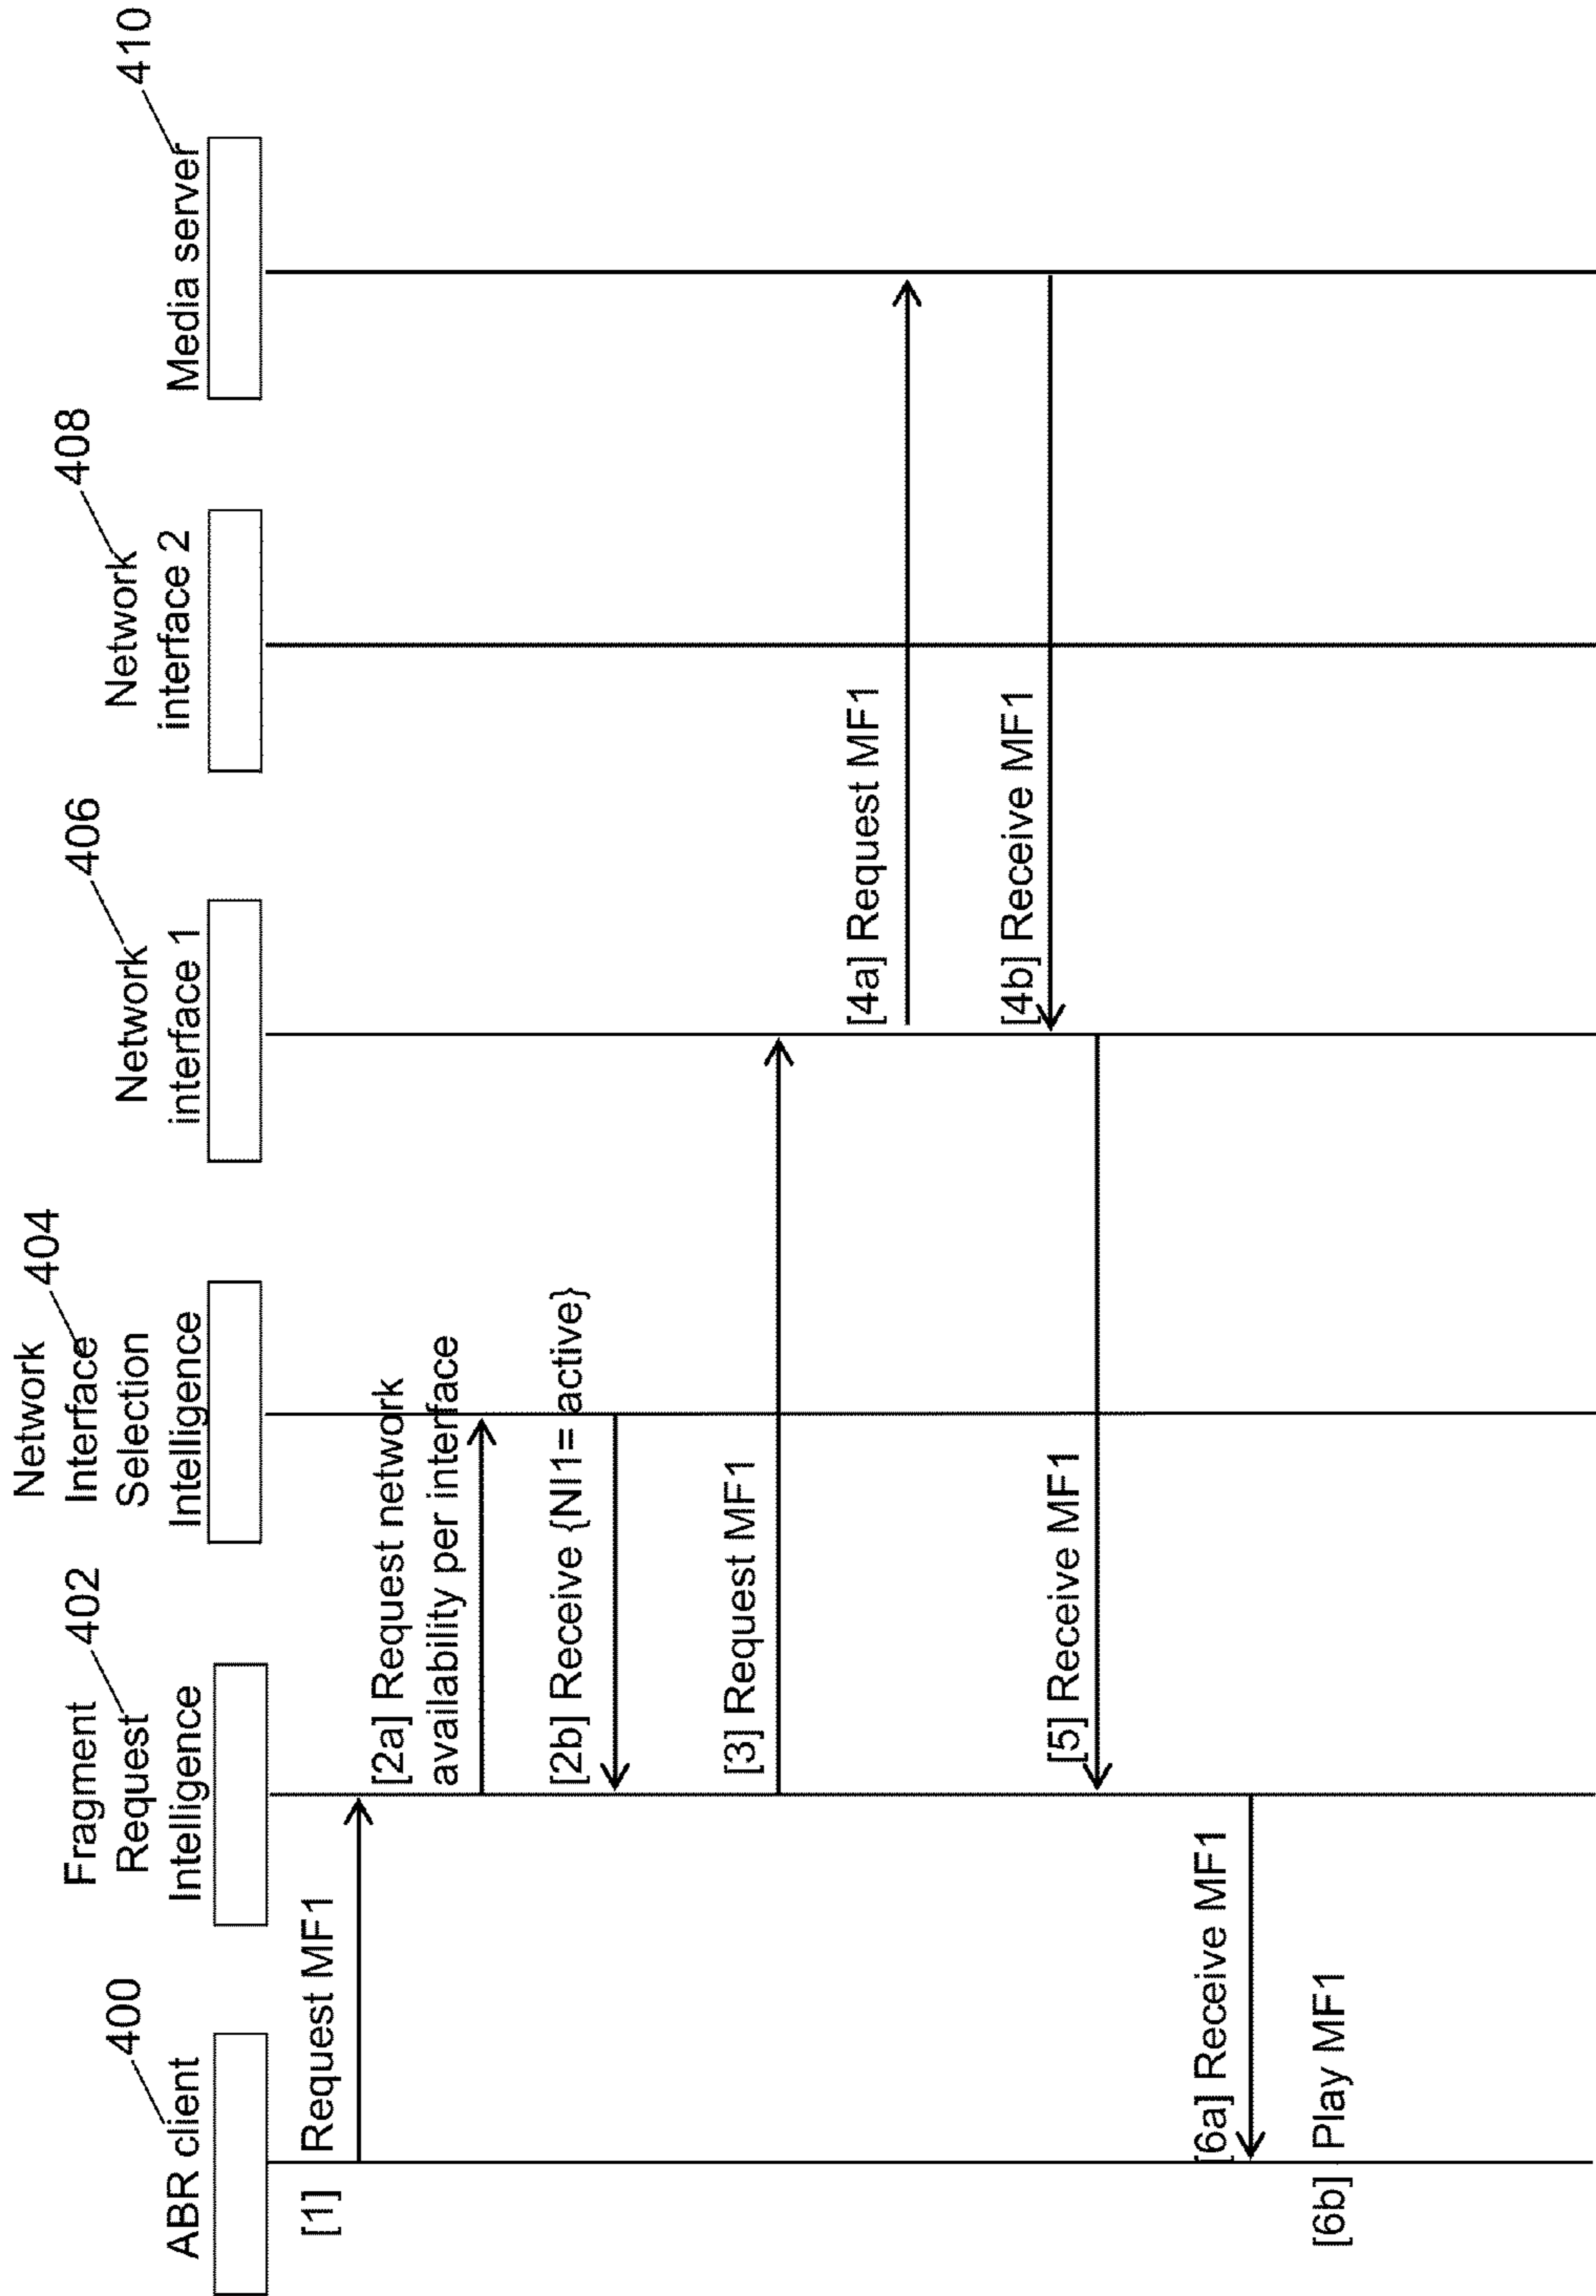 ABR client
400
Fragment
Request
Intelligence
402
Network
Interface
Selection
Intelligence
404
Network
interface 1
406
Network
interface 2
408
Media server
410
[1] Request MF1
[2a] Request network
availability per interface
[2b] Receive {NI1= active}
[3] Request MF1
[4a] Request MF1
[4b] Receive MF1
[5] Receive MF1
[6a] Receive MF1
[6b] Play MF1